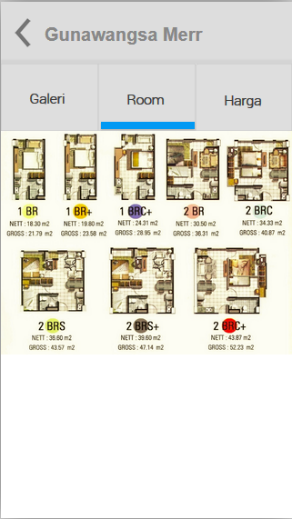 Gunawangsa Merr
Galeri
Room
Harga
1 BR
NETT : 18.30 m2
GROSS : 21.79 m2
1 BR+
NETT : 19.80 m2
GROSS : 23.58 m2
1 BRC+
NETT : 24.31 m2
GROSS : 28.95 m2
2 BR
NETT : 30.50 m2
GROSS : 36.31 m2
2 BRC
NETT : 34.33 m2
GROSS : 40.87 m2
2 BRS
NETT : 36.60 m2
GROSS : 43.57 m2
2 BRS+
NETT : 39.60 m2
GROSS : 47.14 m2
2 BRC+
NETT : 43.87 m2
GROSS : 52.23 m2